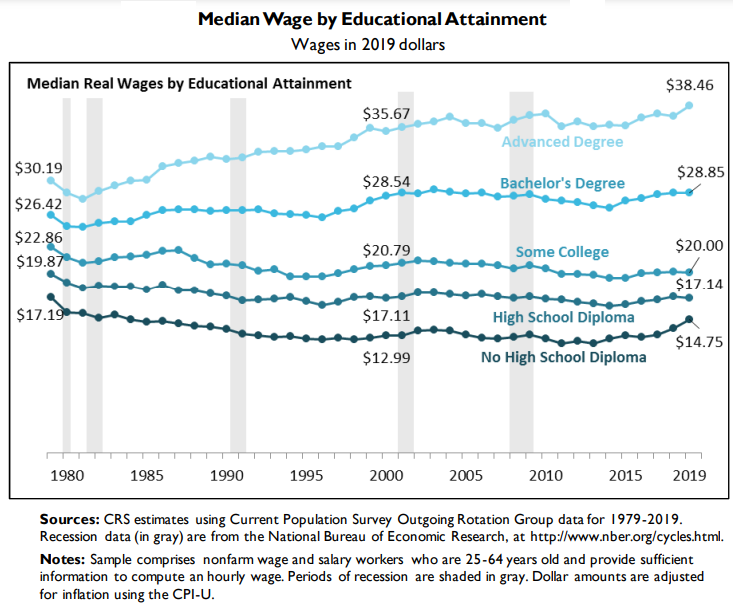 Median Wage by Educational Attainment
Wages in 2019 dollars
Median Real Wages by Educational Attainment
$38.46
$35.67
Advanced Degree
$30.19
$28.54
Bachelor's Degree
$28.85
$26.42
$22.86
$20.79
Some College
$20.00
$19.87
$17.14
$17.19
$17.11
High School Diploma
$12.99
No High School Diploma
$14.75
1980 1985 1990 1995 2000 2005 2010 2015 2019
Sources: CRS estimates using Current Population Survey Outgoing Rotation Group data for 1979-2019.
Recession data (in gray) are from the National Bureau of Economic Research, at http://www.nber.org/cycles.html.
Notes: Sample comprises nonfarm wage and salary workers who are 25-64 years old and provide sufficient
information to compute an hourly wage. Periods of recession are shaded in gray. Dollar amounts are adjusted
for inflation using the CPI-U.